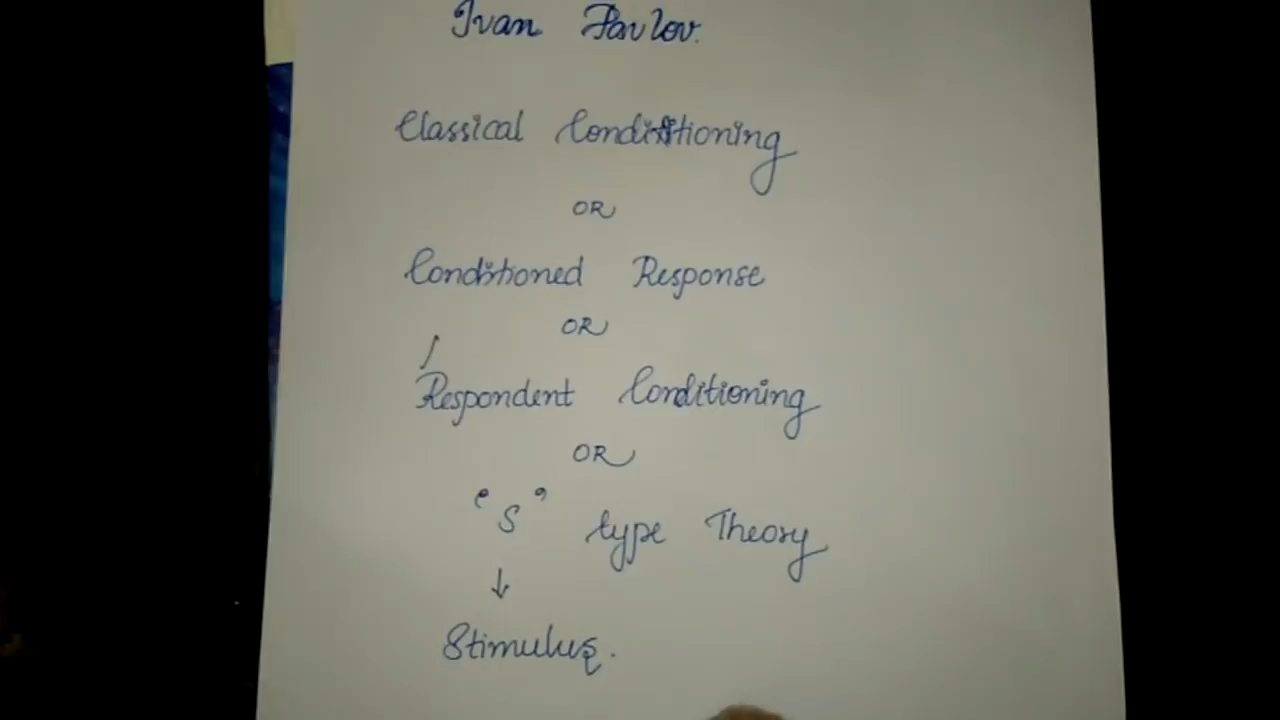 Ivan Pavlov.
Classical Conditioning
OR
Conditioned Response
OR
Respondent Conditioning
OR
'S' type Theory
↓
Stimulus.